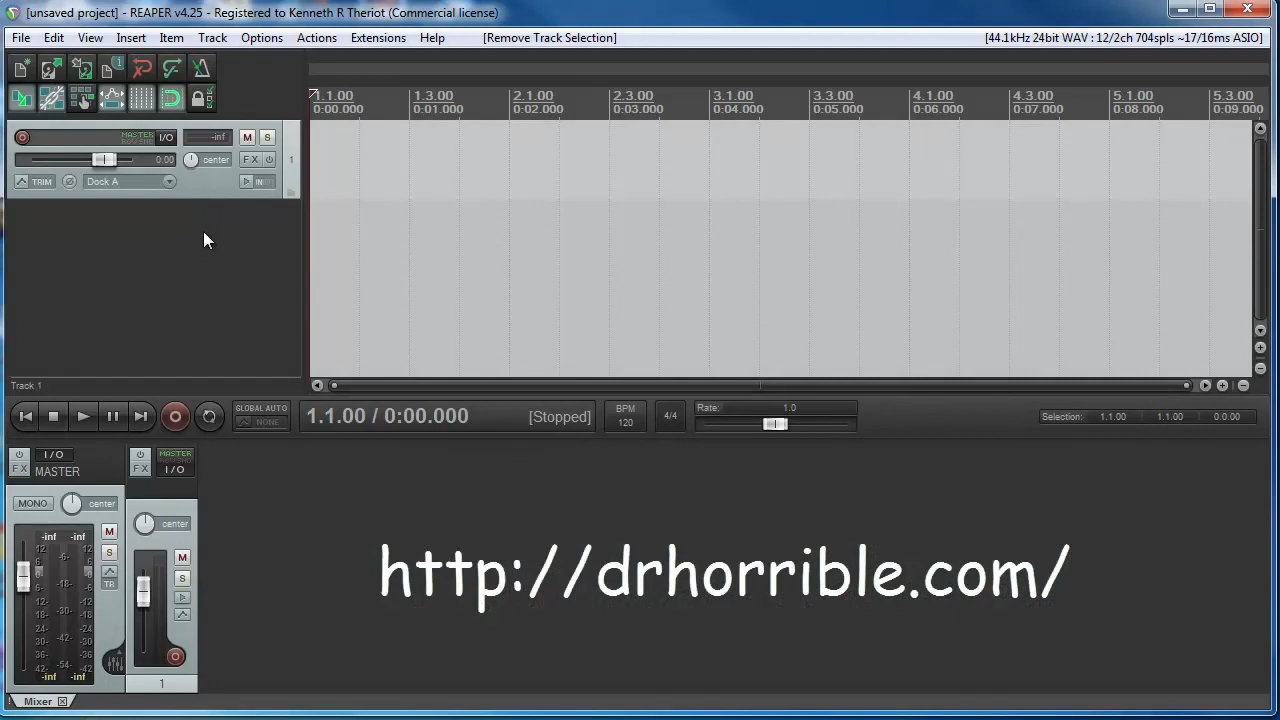 [unsaved project] - REAPER v4.25 - Registered to Kenneth R Theriot (Commercial license)
File Edit View Insert Item Track Options Actions Extensions Help [Remove Track Selection] [44.1kHz 24bit WAV : 12/2ch 704spls ~17/16ms ASIO]
1.1.00 1.3.00 2.1.00 2.3.00 3.1.00 3.3.00 4.1.00 4.3.00 5.1.00 5.3.00
0:00.000 0:01.000 0:02.000 0:03.000 0:04.000 0:05.000 0:06.000 0:07.000 0:08.000 0:09.000
MASTER I/O -inf M S
0.00 center FX 1
TRIM Dock A IN
Track 1
GLOBAL AUTO
NONE
1.1.00 / 0:00.000 [Stopped]
BPM
120
4/4
Rate: 1.0
Selection: 1.1.00 1.1.00 0.0.00
I/O MASTER
FX MASTER FX I/O
MONO center center
-inf -inf M
12 -6- 12
6 6 S
0 0
6- -18- -6
12- -12 TR
18- -30- -18
24- -24
30- -42- -30
36- -36
42- -54- -42
-inf -inf
M
S
1
http://drhorrible.com/
Mixer